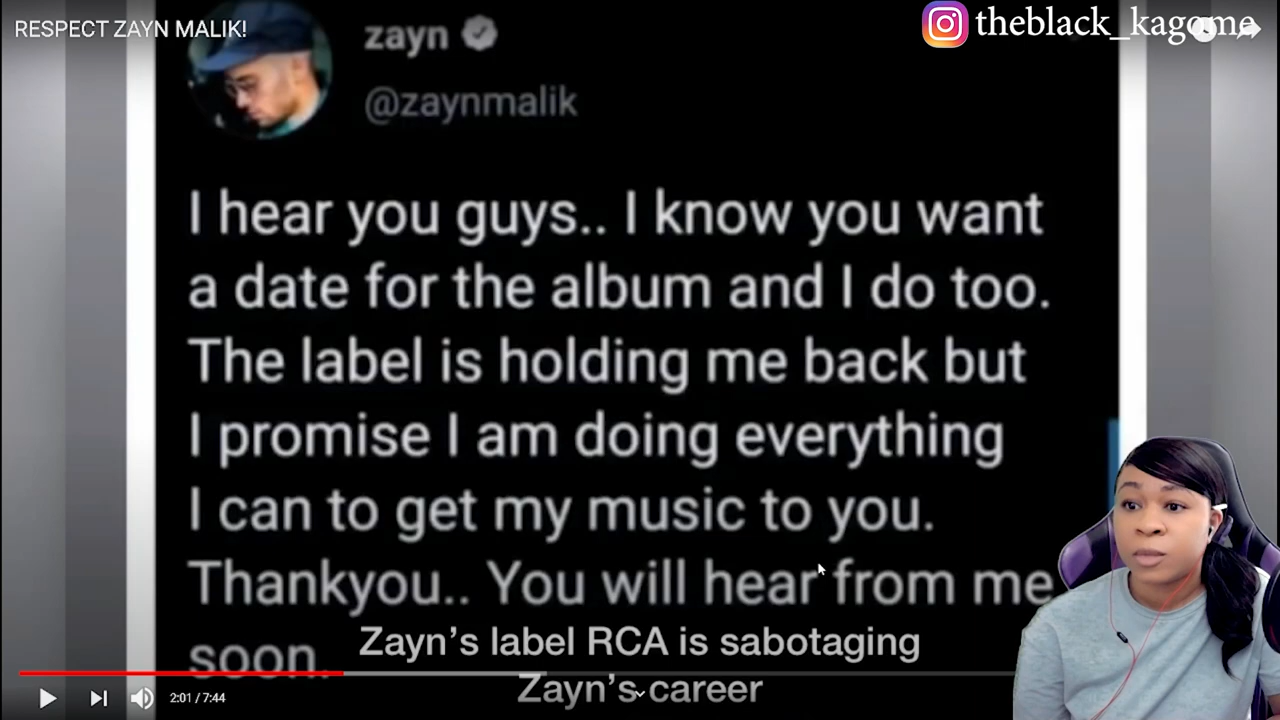 RESPECT ZAYN MALIK!
theblack_kagome
zayn
@zaynmalik
I hear you guys.. I know you want
a date for the album and I do too.
The label is holding me back but
I promise I am doing everything
I can to get my music to you.
Thankyou.. You will hear from me
soon.
Zayn’s label RCA is sabotaging
Zayn’s career
2:01 / 7:44